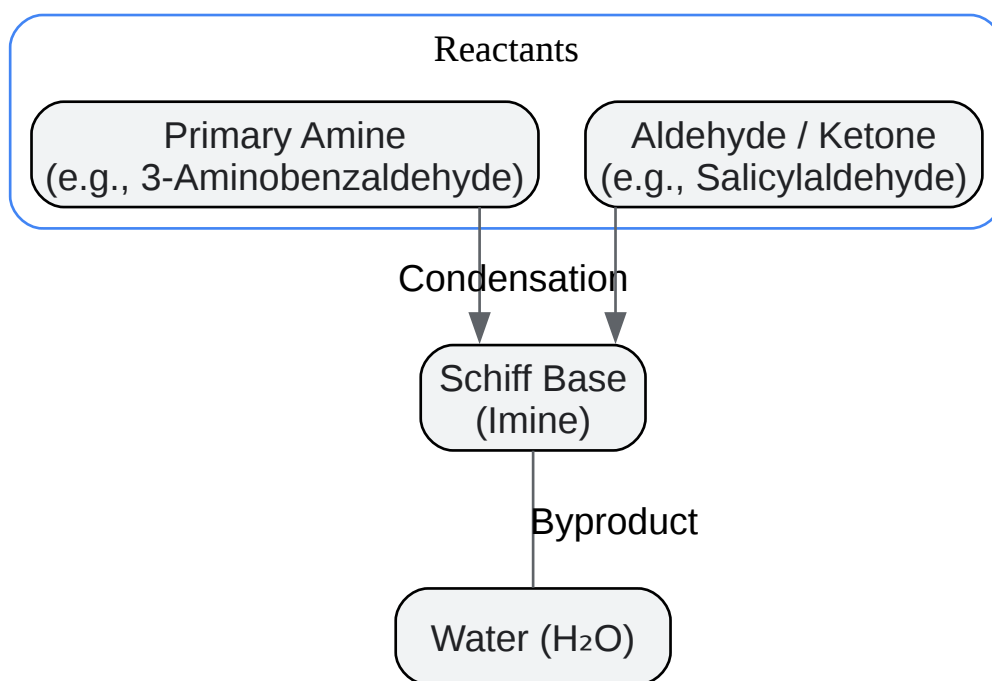 Reactants
Primary Amine
(e.g., 3-Aminobenzaldehyde)
Aldehyde / Ketone
(e.g., Salicylaldehyde)
Condensation
Schiff Base
(Imine)
Byproduct
Water (H₂O)